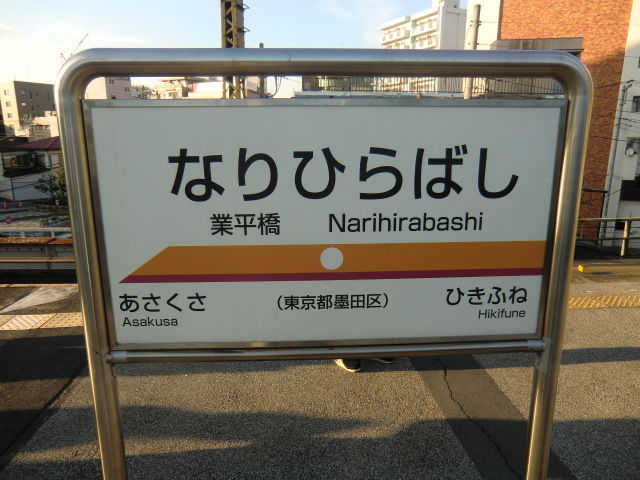 なりひらばし
業平橋 Narihirabashi
あさくさ (東京都墨田区) ひきふね
Asakusa Hikifune